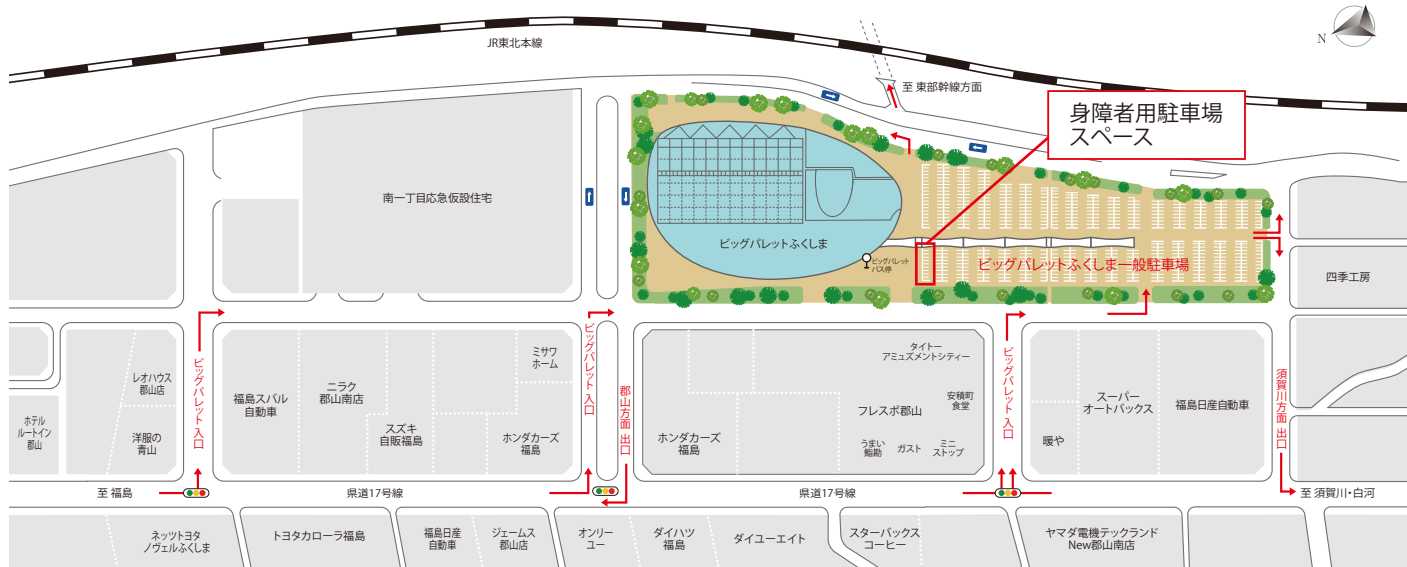 JR東北本線
N
至 東部幹線方面
身障者用駐車場
スペース
南一丁目応急仮設住宅
ビッグパレットふくしま
ビッグパレット
バス停
ビッグパレットふくしま一般駐車場
四季工房
ビッグパレット 入口
ビッグパレット 入口
郡山方面 出口
ビッグパレット 入口
須賀川方面 出口
レオハウス
郡山店
ホテル
ルートイン
郡山
洋服の
青山
福島スバル
自動車
ニラク
郡山南店
スズキ
自販福島
ミサワ
ホーム
ホンダカーズ
福島
ホンダカーズ
福島
タイトー
アミュズメントシティー
フレスポ郡山
安積町
食堂
うまい
鮨勘
ガスト
ミニ
ストップ
スーパー
オートバックス
暖や
福島日産自動車
至 福島
県道17号線
県道17号線
至 須賀川・白河
ネッツトヨタ
ノヴェルふくしま
トヨタカローラ福島
福島日産
自動車
ジェームス
郡山店
オンリー
ユー
ダイハツ
福島
ダイユーエイト
スターバックス
コーヒー
ヤマダ電機テックランド
New郡山南店